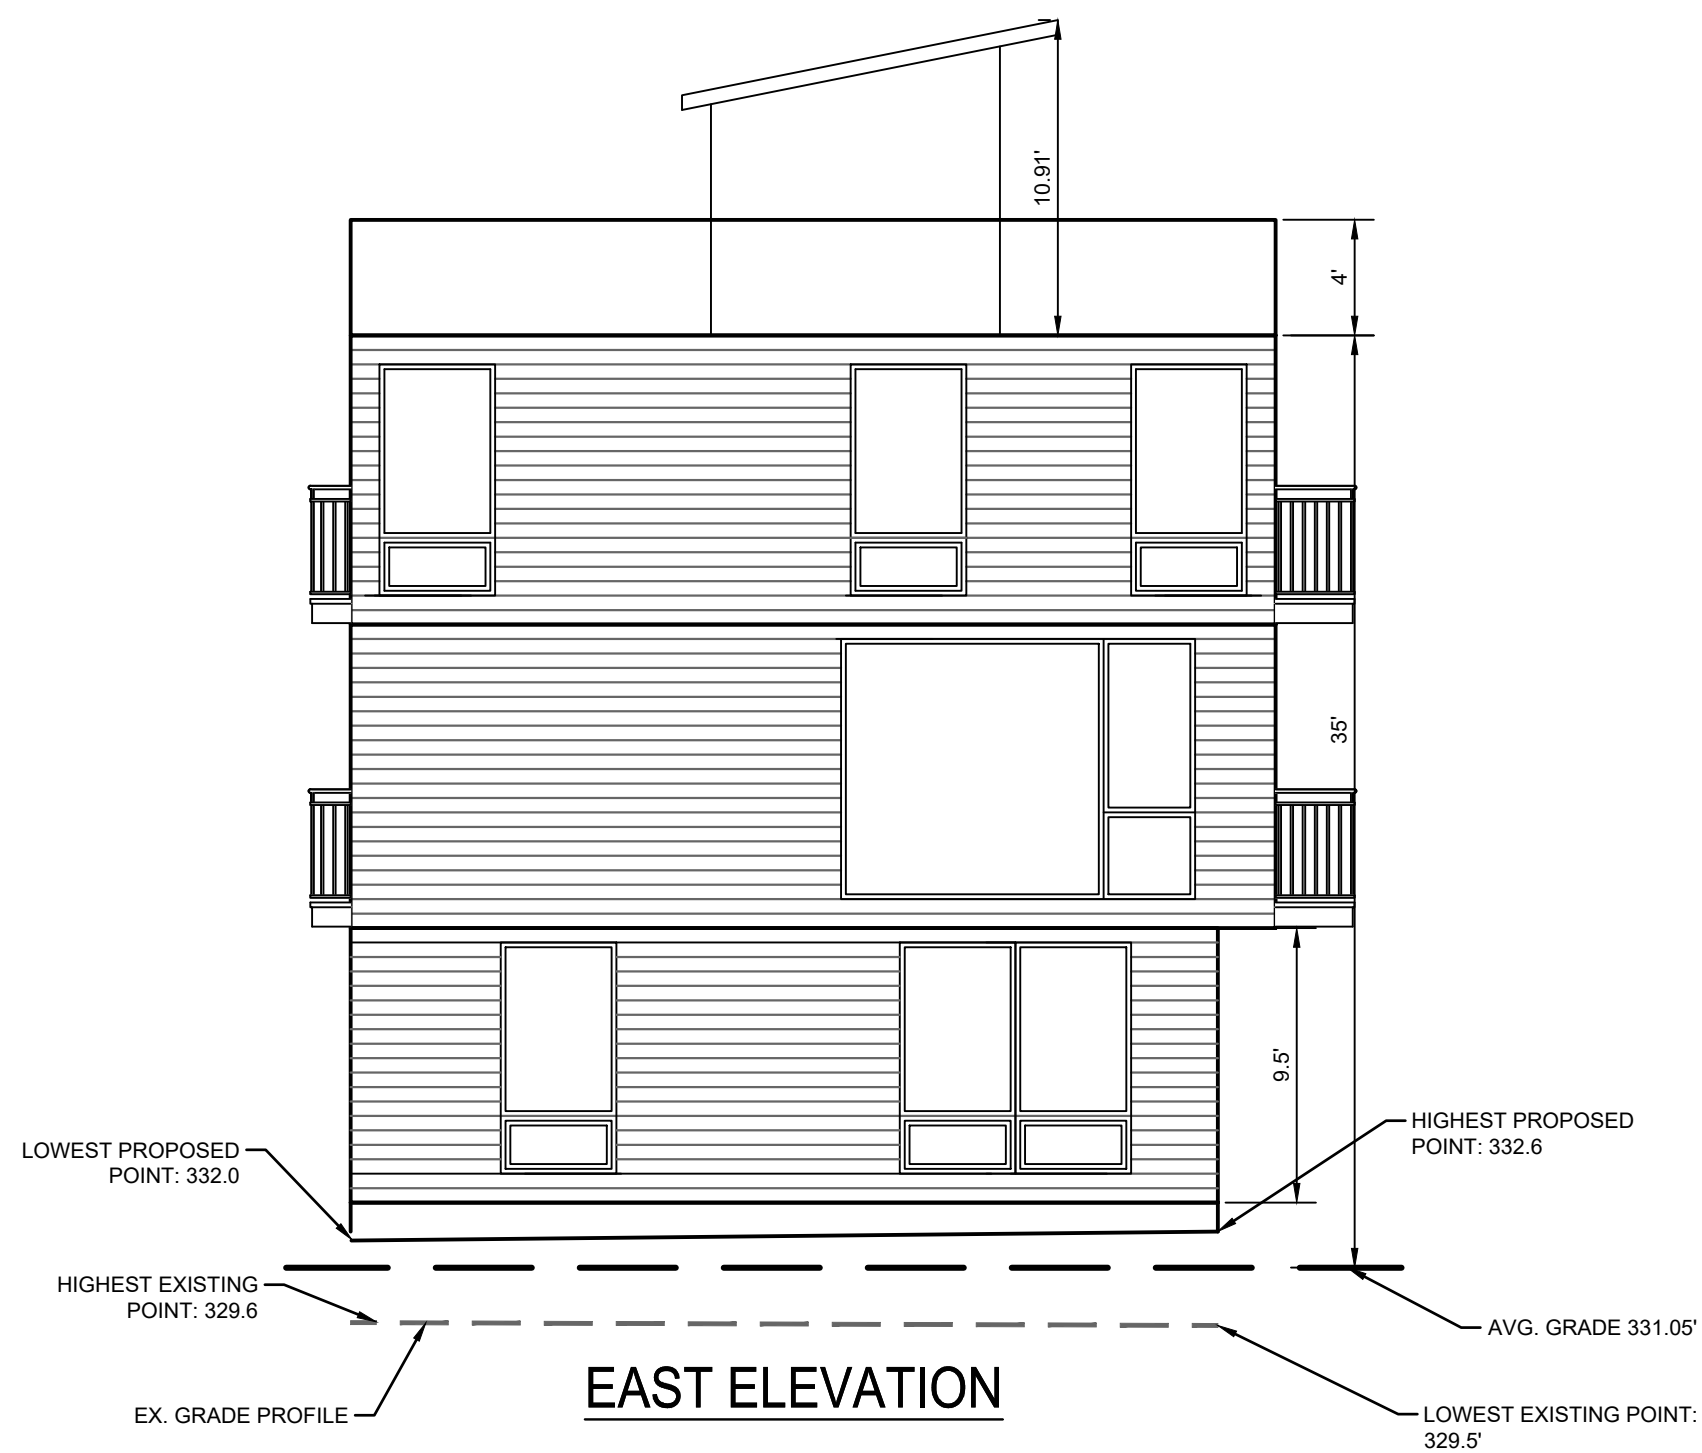 10.91'
4'
35'
9.5'
LOWEST PROPOSED
POINT: 332.0
HIGHEST PROPOSED
POINT: 332.6
HIGHEST EXISTING
POINT: 329.6
AVG. GRADE 331.05'
EX. GRADE PROFILE
EAST ELEVATION
LOWEST EXISTING POINT:
329.5'